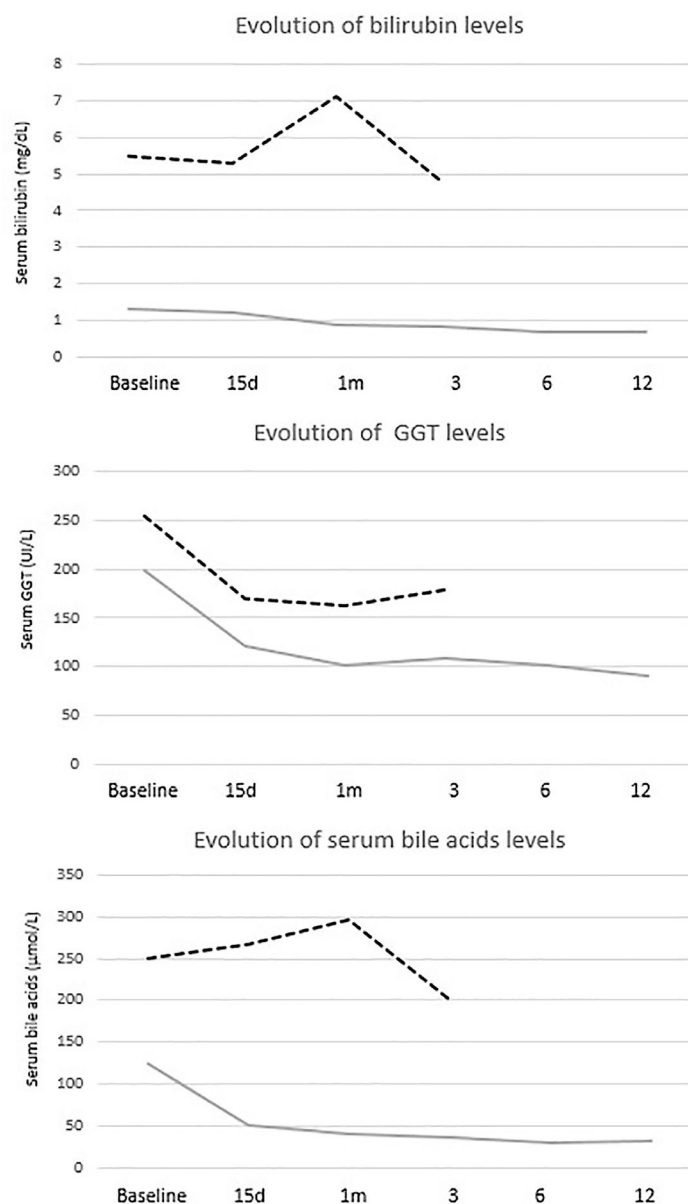 Evolution of bilirubin levels
8
7
6
5
4
3
2
1
0
Serum bilirubin (mg/dL)
Baseline 15d 1m 3 6 12
Evolution of GGT levels
300
250
200
150
100
50
0
Serum GGT (UI/L)
Baseline 15d 1m 3 6 12
Evolution of serum bile acids levels
350
300
250
200
150
100
50
0
Serum bile acids (µmol/L)
Baseline 15d 1m 3 6 12